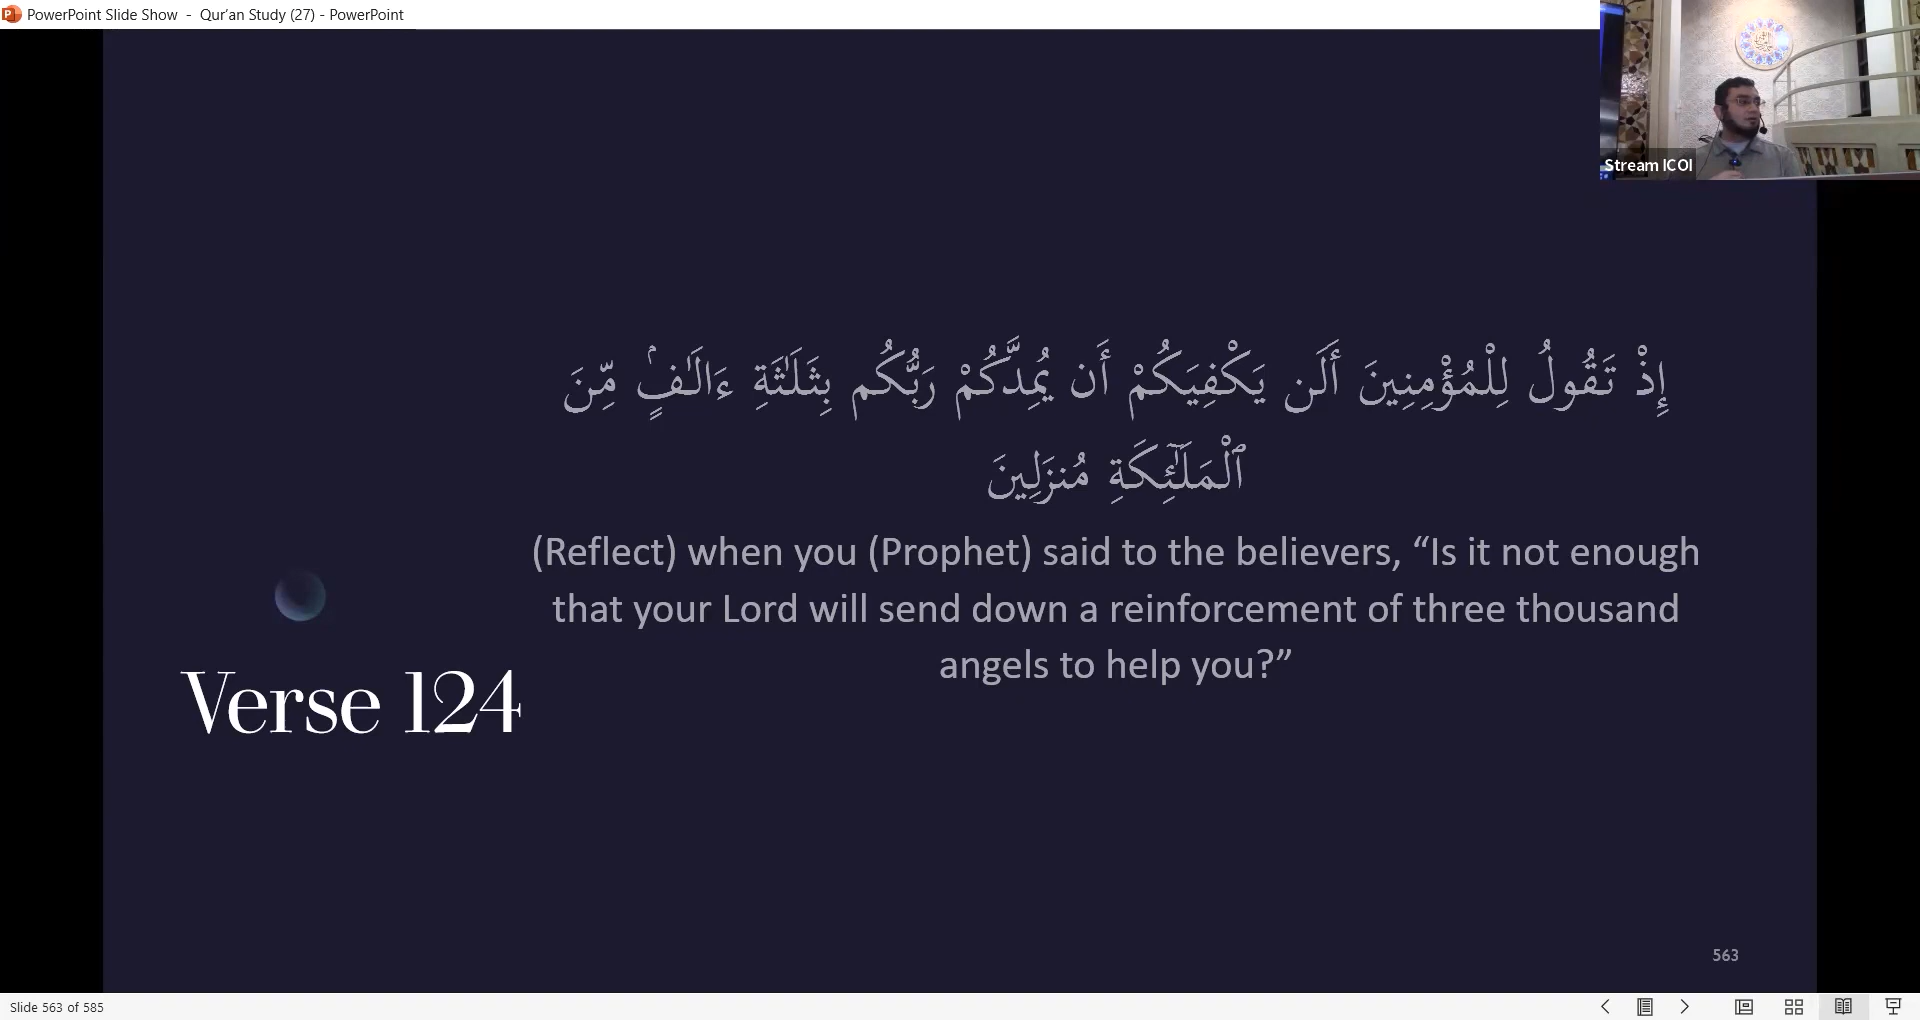 PowerPoint Slide Show - Qur’an Study (27) - PowerPoint
Stream ICOI
إِذْ تَقُولُ لِلْمُؤْمِنِينَ أَلَن يَكْفِيَكُمْ أَن يُمِدَّكُمْ رَبُّكُم بِثَلَـٰثَةِ ءَالَـٰفٍۢ مِّنَ
ٱلْمَلَـٰٓئِكَةِ مُنزَلِينَ
(Reflect) when you (Prophet) said to the believers, “Is it not enough
that your Lord will send down a reinforcement of three thousand
angels to help you?”
Verse 124
563
Slide 563 of 585